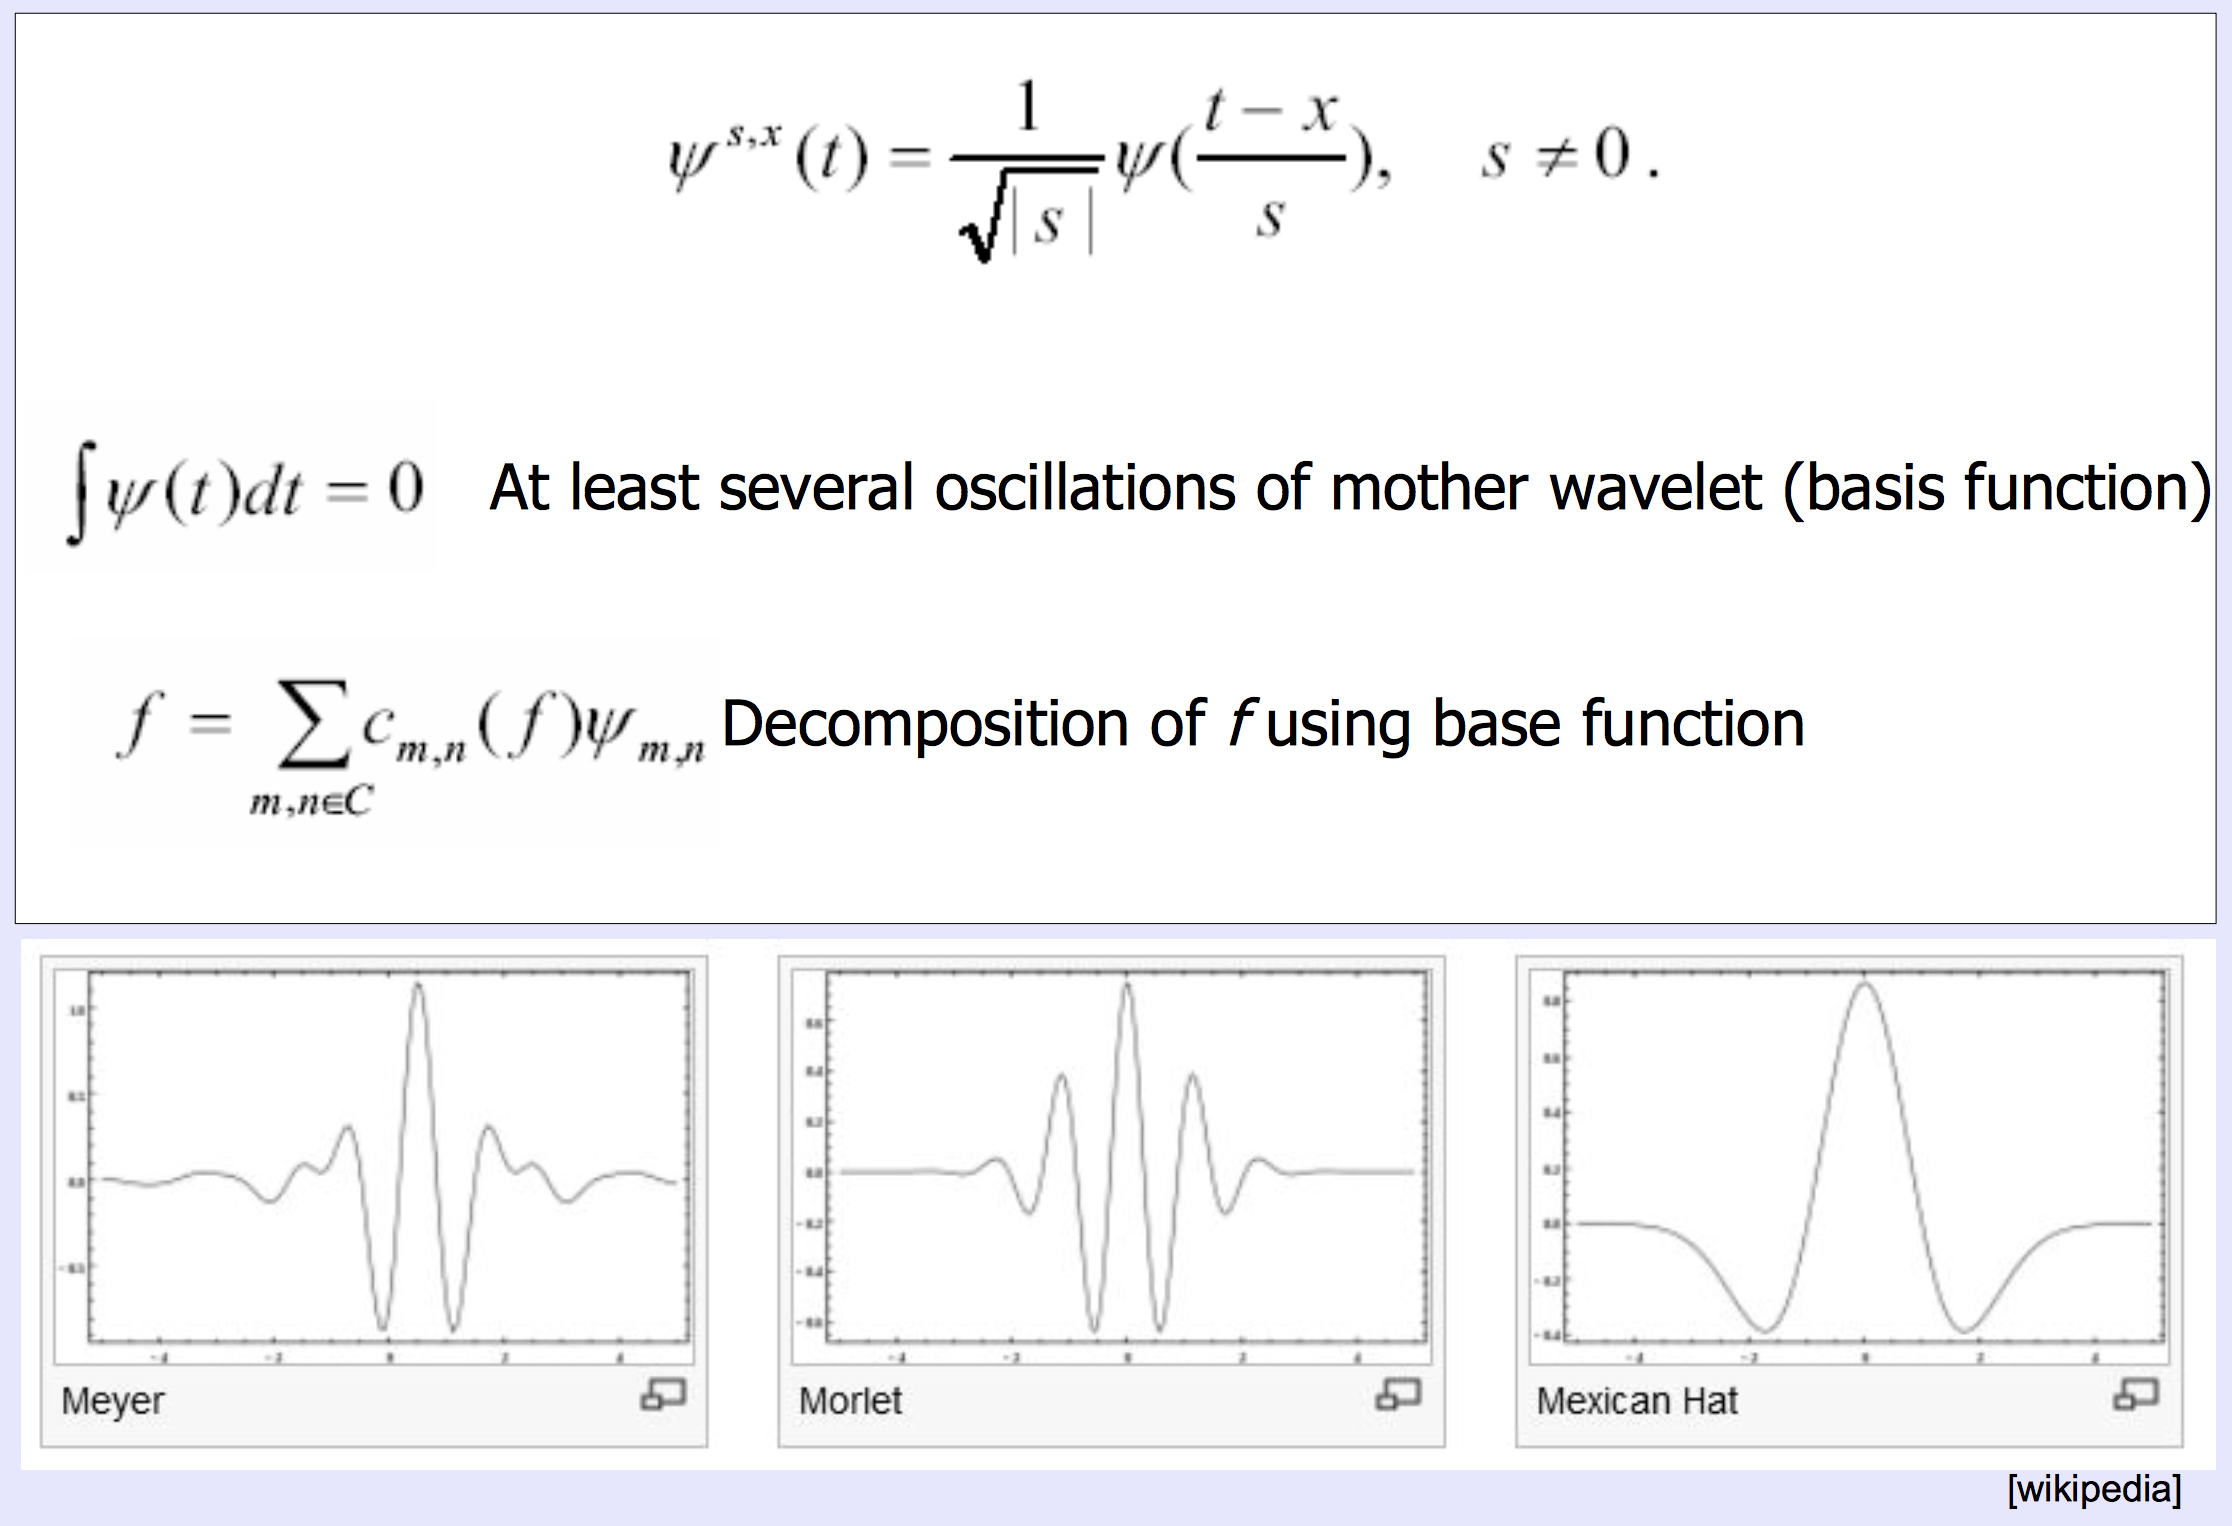 ψ^{s,x}(t) = 1/√|s| ψ((t − x)/s), s ≠ 0.
∫ψ(t)dt = 0 At least several oscillations of mother wavelet (basis function)
f = ∑_{m,n∈C} c_{m,n}(f)ψ_{m,n} Decomposition of f using base function
Meyer
Morlet
Mexican Hat
[wikipedia]